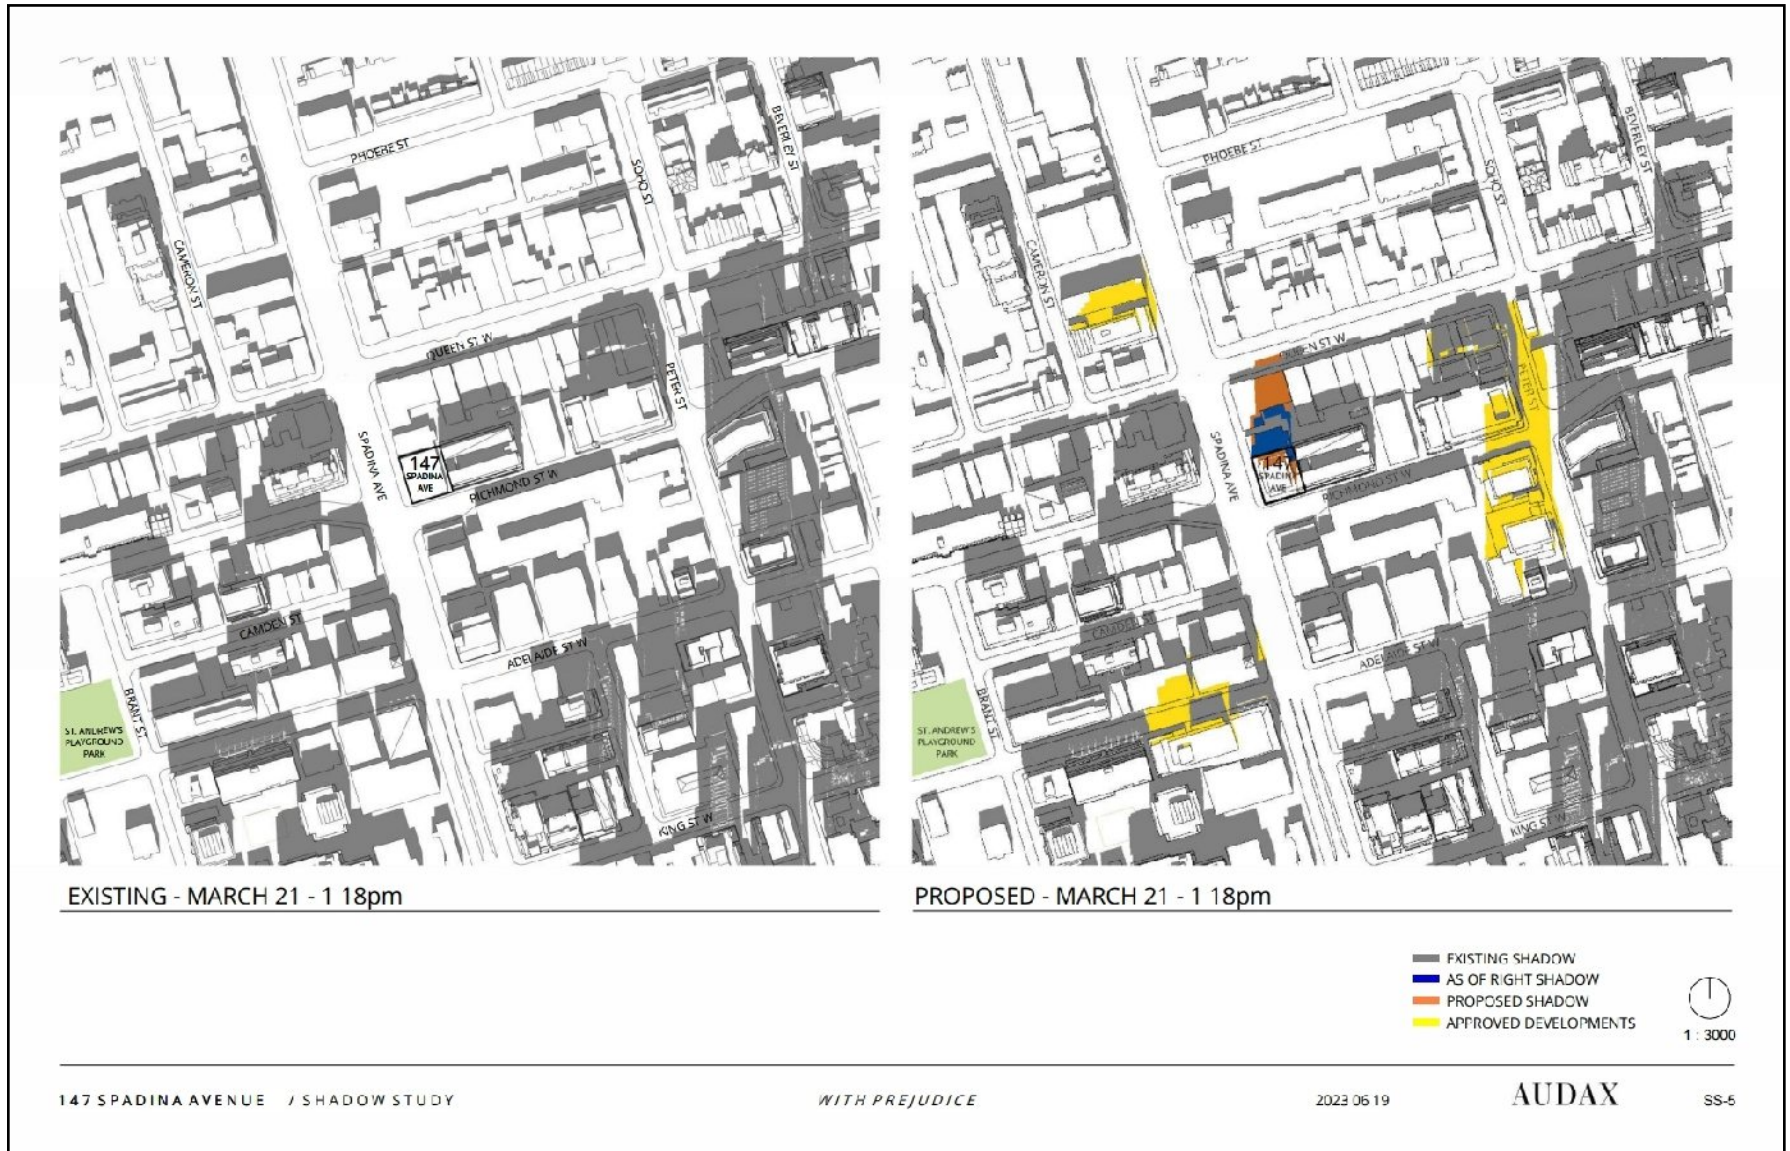 PHOEBE ST
SOHO ST
BEVERLEY ST
CAMERON ST
QUEEN ST W
PETER ST
SPADINA AVE
147
SPADINA
AVE
RICHMOND ST W
CAMDEN ST
ADELAIDE ST W
BRANT ST
ST. ANDREW'S
PLAYGROUND
PARK
KING ST W
EXISTING - MARCH 21 - 1 18pm
PHOEBE ST
SOHO ST
BEVERLEY ST
CAMERON ST
QUEEN ST W
PETER ST
SPADINA AVE
147
SPADINA
AVE
RICHMOND ST W
CAMDEN ST
ADELAIDE ST W
BRANT ST
ST. ANDREW'S
PLAYGROUND
PARK
KING ST W
PROPOSED - MARCH 21 - 1 18pm
EXISTING SHADOW
AS OF RIGHT SHADOW
PROPOSED SHADOW
APPROVED DEVELOPMENTS
1 : 3000
147 SPADINA AVENUE / SHADOW STUDY
WITH PREJUDICE
2023 06 19
AUDAX
SS-5